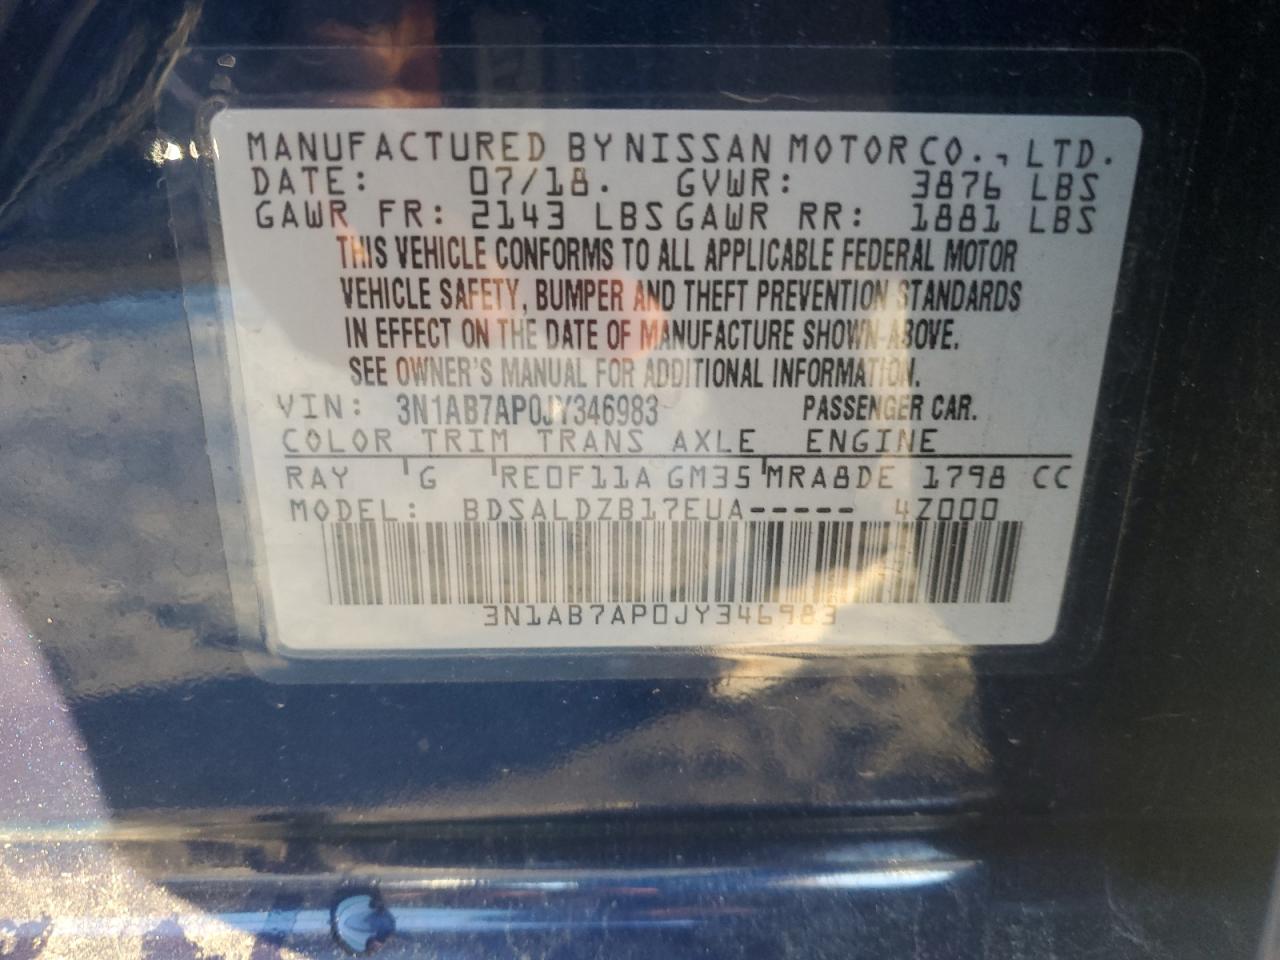 MANUFACTURED BY NISSAN MOTOR CO., LTD.
DATE: 07/18. GVWR: 3876 LBS
GAWR FR: 2143 LBS GAWR RR: 1881 LBS
THIS VEHICLE CONFORMS TO ALL APPLICABLE FEDERAL MOTOR
VEHICLE SAFETY, BUMPER AND THEFT PREVENTION STANDARDS
IN EFFECT ON THE DATE OF MANUFACTURE SHOWN ABOVE.
SEE OWNER'S MANUAL FOR ADDITIONAL INFORMATION.
VIN: 3N1AB7AP0JY346983 PASSENGER CAR.
COLOR TRIM TRANS AXLE ENGINE
RAY G RE0F11A GM35 MRA8DE 1798 CC
MODEL: BDSALDZB17EUA----- 4Z000
3N1AB7AP0JY346983